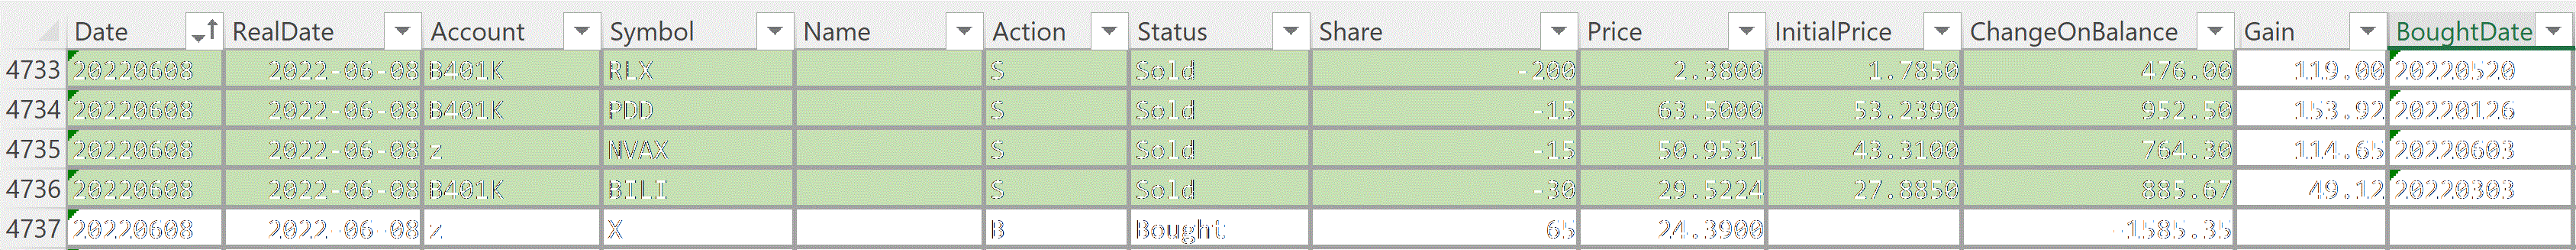 Date RealDate Account Symbol Name Action Status Share Price InitialPrice ChangeOnBalance Gain BoughtDate
4733 20220608 2022-06-08 B401K RLX S Sold -200 2.3800 1.7850 476.00 119.00 20220520
4734 20220608 2022-06-08 B401K PDD S Sold -15 63.5000 53.2390 952.50 153.92 20220126
4735 20220608 2022-06-08 z NVAX S Sold -15 50.9531 43.3100 764.30 114.65 20220603
4736 20220608 2022-06-08 B401K BILI S Sold -30 29.5224 27.8850 885.67 49.12 20220303
4737 20220608 2022-06-08 z X B Bought 65 24.3900 -1585.35